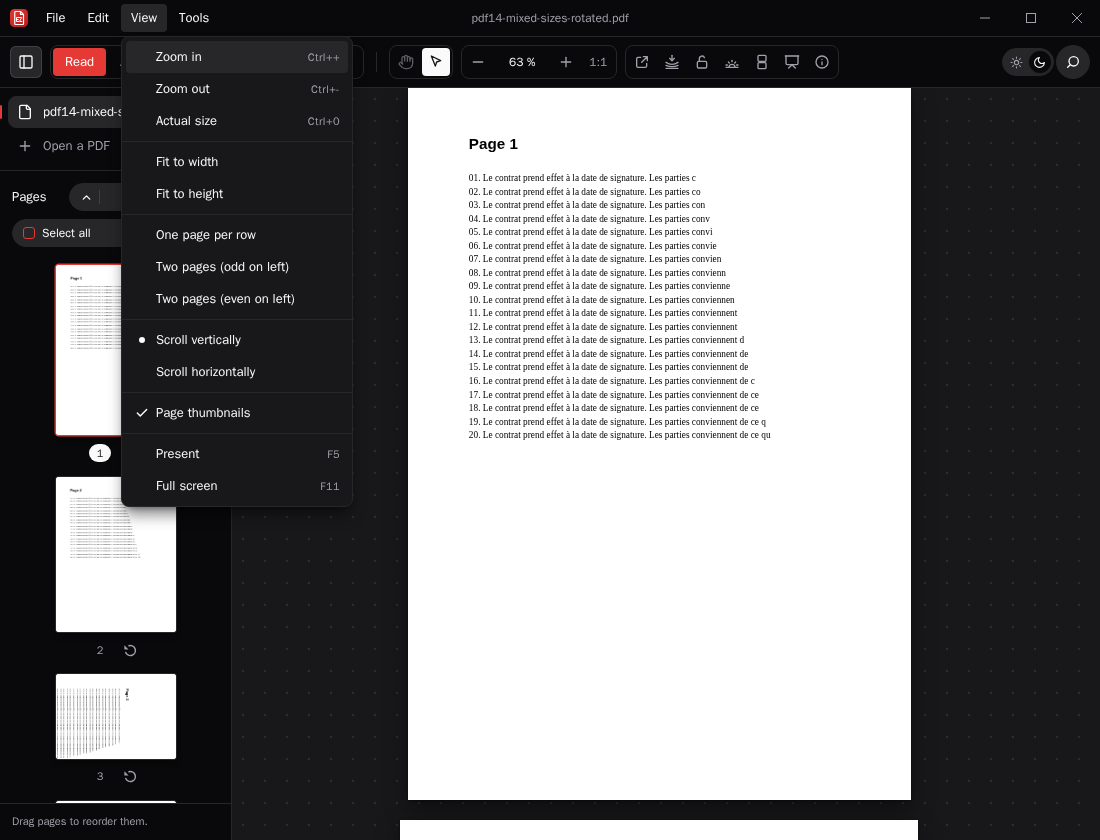 File Edit View Tools
pdf14-mixed-sizes-rotated.pdf
Read
63 %
1:1
pdf14-mixed-s
Open a PDF
Pages
Select all
1
2
3
Drag pages to reorder them.
Zoom in Ctrl++
Zoom out Ctrl+-
Actual size Ctrl+0
Fit to width
Fit to height
One page per row
Two pages (odd on left)
Two pages (even on left)
Scroll vertically
Scroll horizontally
Page thumbnails
Present F5
Full screen F11
Page 1
01. Le contrat prend effet à la date de signature. Les parties c
02. Le contrat prend effet à la date de signature. Les parties co
03. Le contrat prend effet à la date de signature. Les parties con
04. Le contrat prend effet à la date de signature. Les parties conv
05. Le contrat prend effet à la date de signature. Les parties convi
06. Le contrat prend effet à la date de signature. Les parties convie
07. Le contrat prend effet à la date de signature. Les parties convien
08. Le contrat prend effet à la date de signature. Les parties convienn
09. Le contrat prend effet à la date de signature. Les parties convienne
10. Le contrat prend effet à la date de signature. Les parties conviennen
11. Le contrat prend effet à la date de signature. Les parties conviennent
12. Le contrat prend effet à la date de signature. Les parties conviennent
13. Le contrat prend effet à la date de signature. Les parties conviennent d
14. Le contrat prend effet à la date de signature. Les parties conviennent de
15. Le contrat prend effet à la date de signature. Les parties conviennent de
16. Le contrat prend effet à la date de signature. Les parties conviennent de c
17. Le contrat prend effet à la date de signature. Les parties conviennent de ce
18. Le contrat prend effet à la date de signature. Les parties conviennent de ce
19. Le contrat prend effet à la date de signature. Les parties conviennent de ce q
20. Le contrat prend effet à la date de signature. Les parties conviennent de ce qu